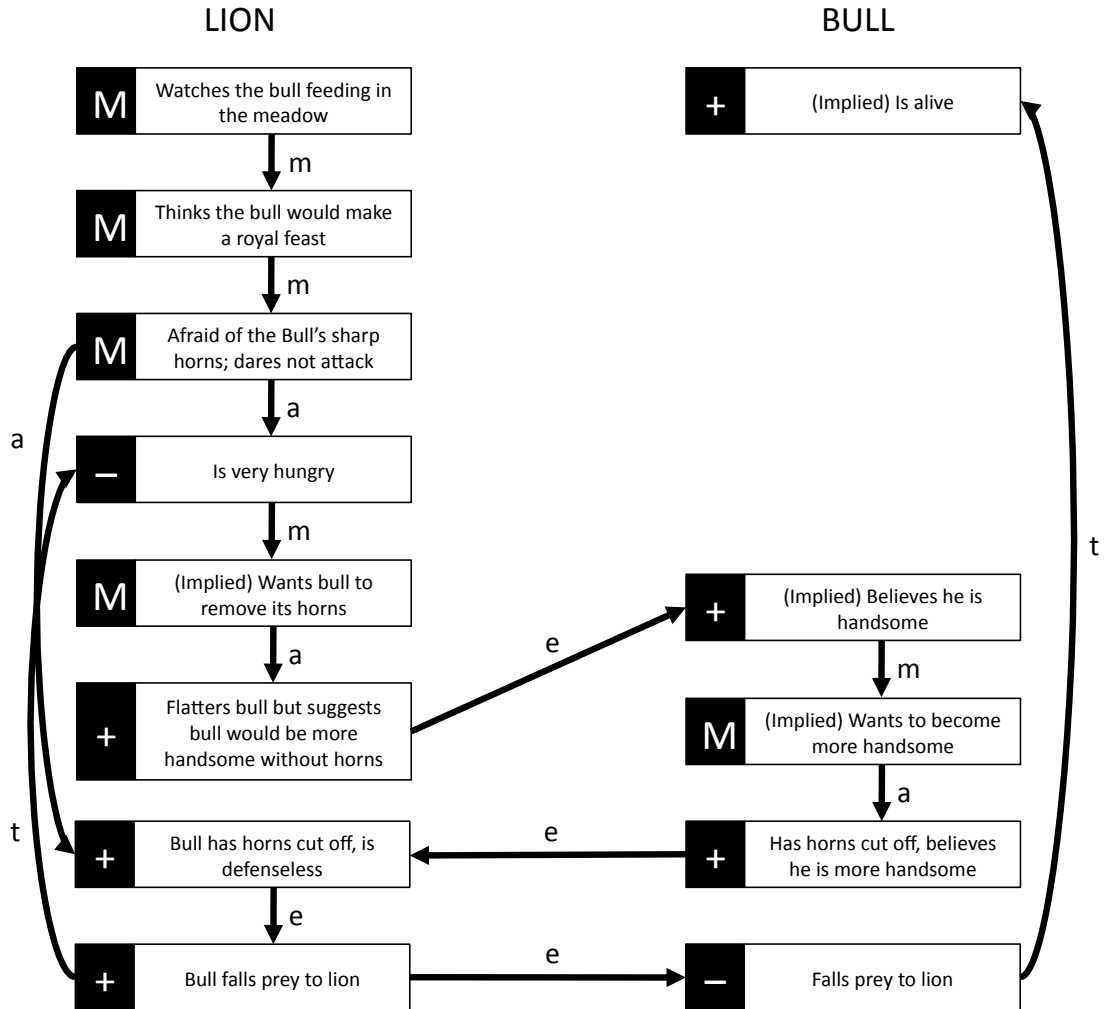 LION
BULL
M
Watches the bull feeding in
the meadow
+
(Implied) Is alive
m
M
Thinks the bull would make
a royal feast
m
M
Afraid of the Bull’s sharp
horns; dares not attack
a
a
–
Is very hungry
m
t
M
(Implied) Wants bull to
remove its horns
+
(Implied) Believes he is
handsome
a
e
m
+
Flatters bull but suggests
bull would be more
handsome without horns
M
(Implied) Wants to become
more handsome
a
t
+
Bull has horns cut off, is
defenseless
e
+
Has horns cut off, believes
he is more handsome
e
+
Bull falls prey to lion
e
–
Falls prey to lion